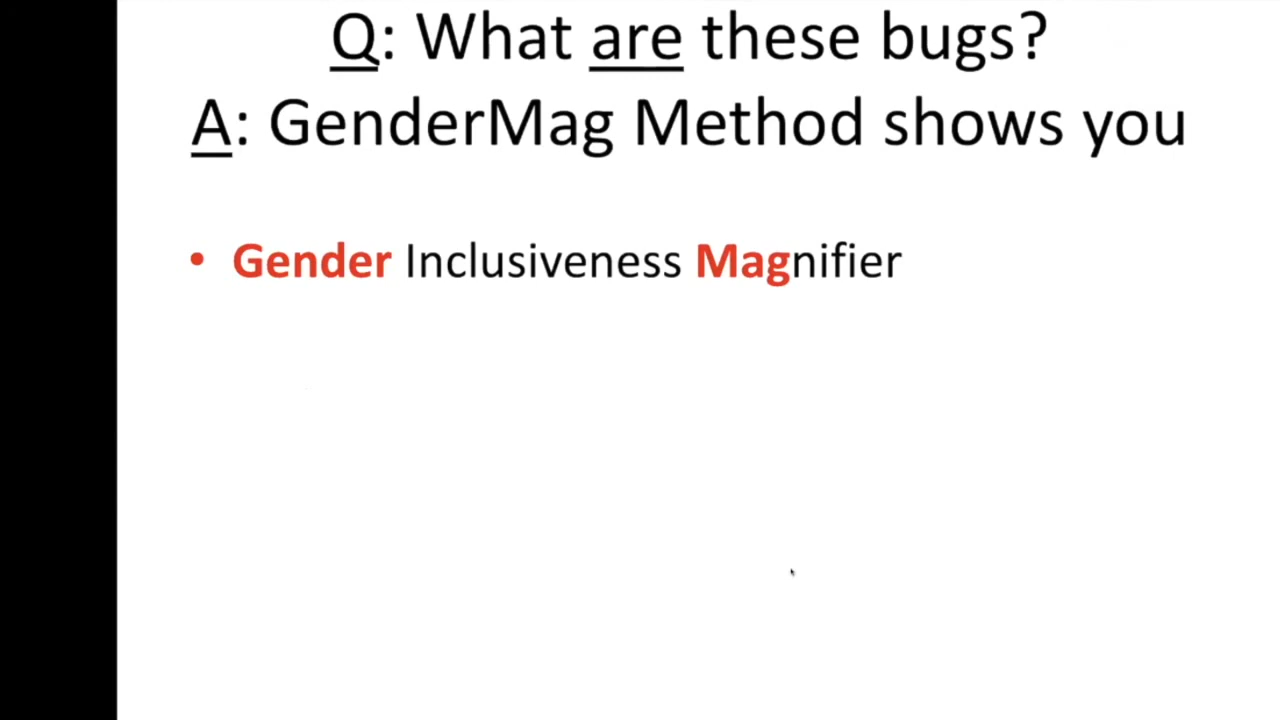 Q: What are these bugs?
A: GenderMag Method shows you
• Gender Inclusiveness Magnifier